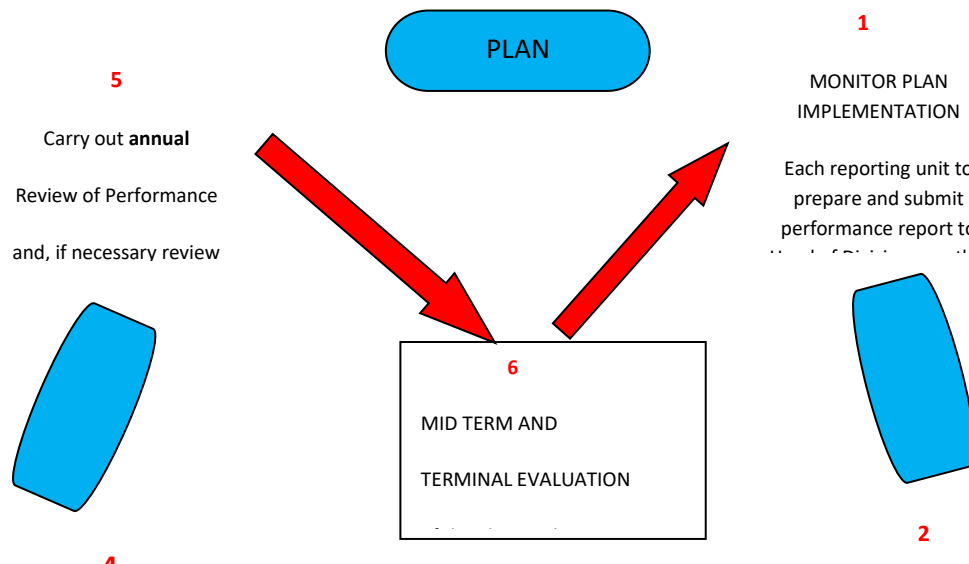 PLAN
5
Carry out annual
Review of Performance
and, if necessary review
1
MONITOR PLAN
IMPLEMENTATION
Each reporting unit to
prepare and submit
performance report to
6
MID TERM AND
TERMINAL EVALUATION
2
4